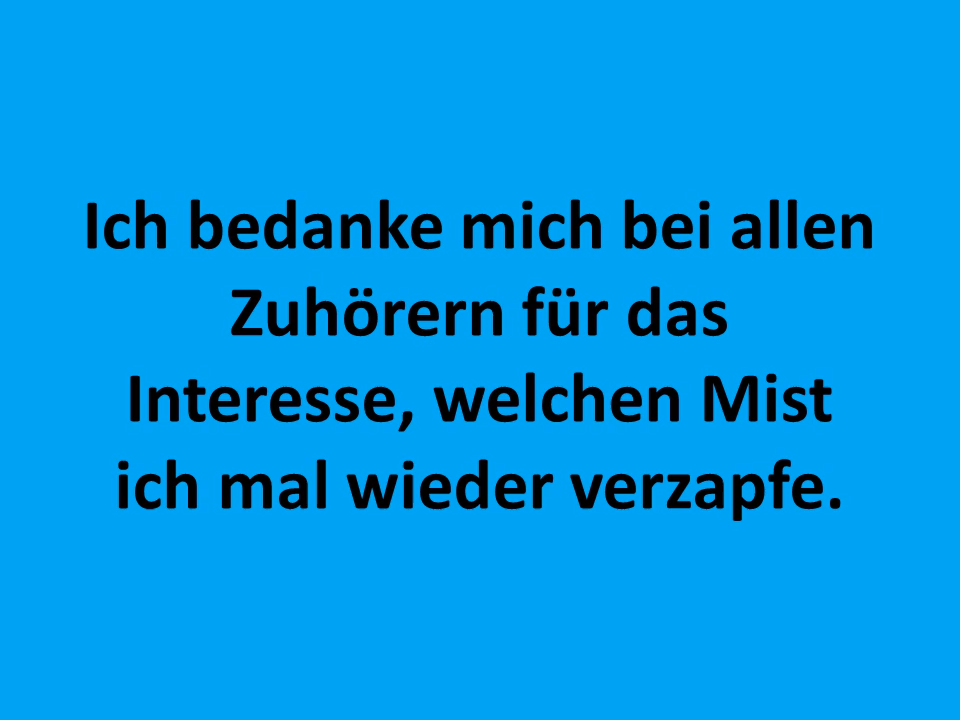 Ich bedanke mich bei allen
Zuhörern für das
Interesse, welchen Mist
ich mal wieder verzapfe.